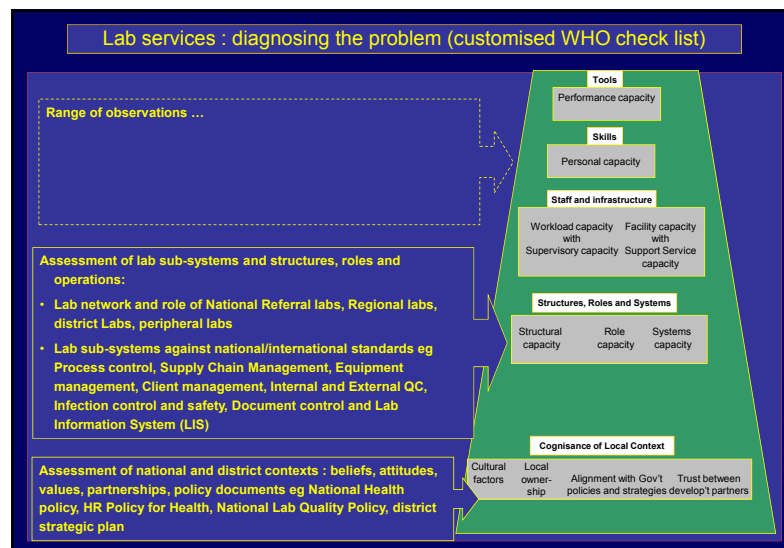 Lab services : diagnosing the problem (customised WHO check list)
Range of observations …
Assessment of lab sub-systems and structures, roles and
operations:
• Lab network and role of National Referral labs, Regional labs,
district Labs, peripheral labs
• Lab sub-systems against national/international standards eg
Process control, Supply Chain Management, Equipment
management, Client management, Internal and External QC,
Infection control and safety, Document control and Lab
Information System (LIS)
Assessment of national and district contexts : beliefs, attitudes,
values, partnerships, policy documents eg National Health
policy, HR Policy for Health, National Lab Quality Policy, district
strategic plan
Tools
Performance capacity
Skills
Personal capacity
Staff and infrastructure
Workload capacity
with
Supervisory capacity
Facility capacity
with
Support Service
capacity
Structures, Roles and Systems
Structural
capacity
Role
capacity
Systems
capacity
Cognisance of Local Context
Cultural
factors
Local
owner-
ship
Alignment with Gov't
policies and strategies
Trust between
develop't partners